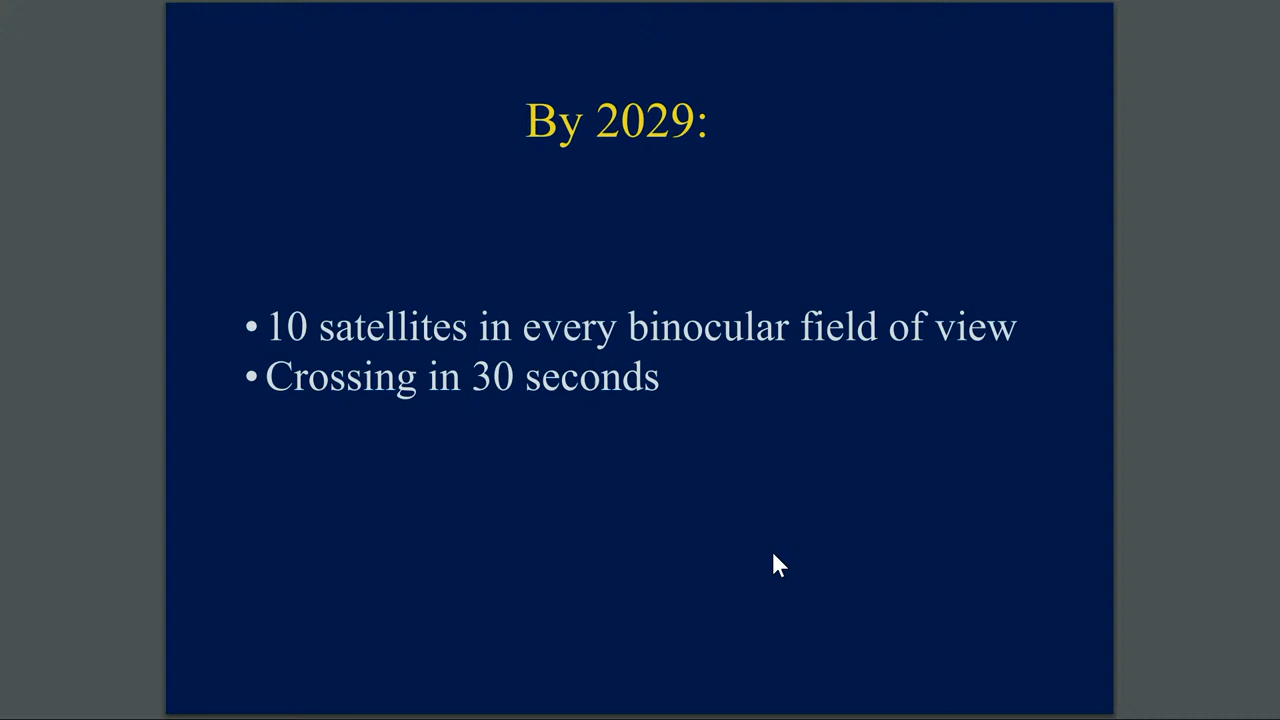 By 2029:
• 10 satellites in every binocular field of view
• Crossing in 30 seconds